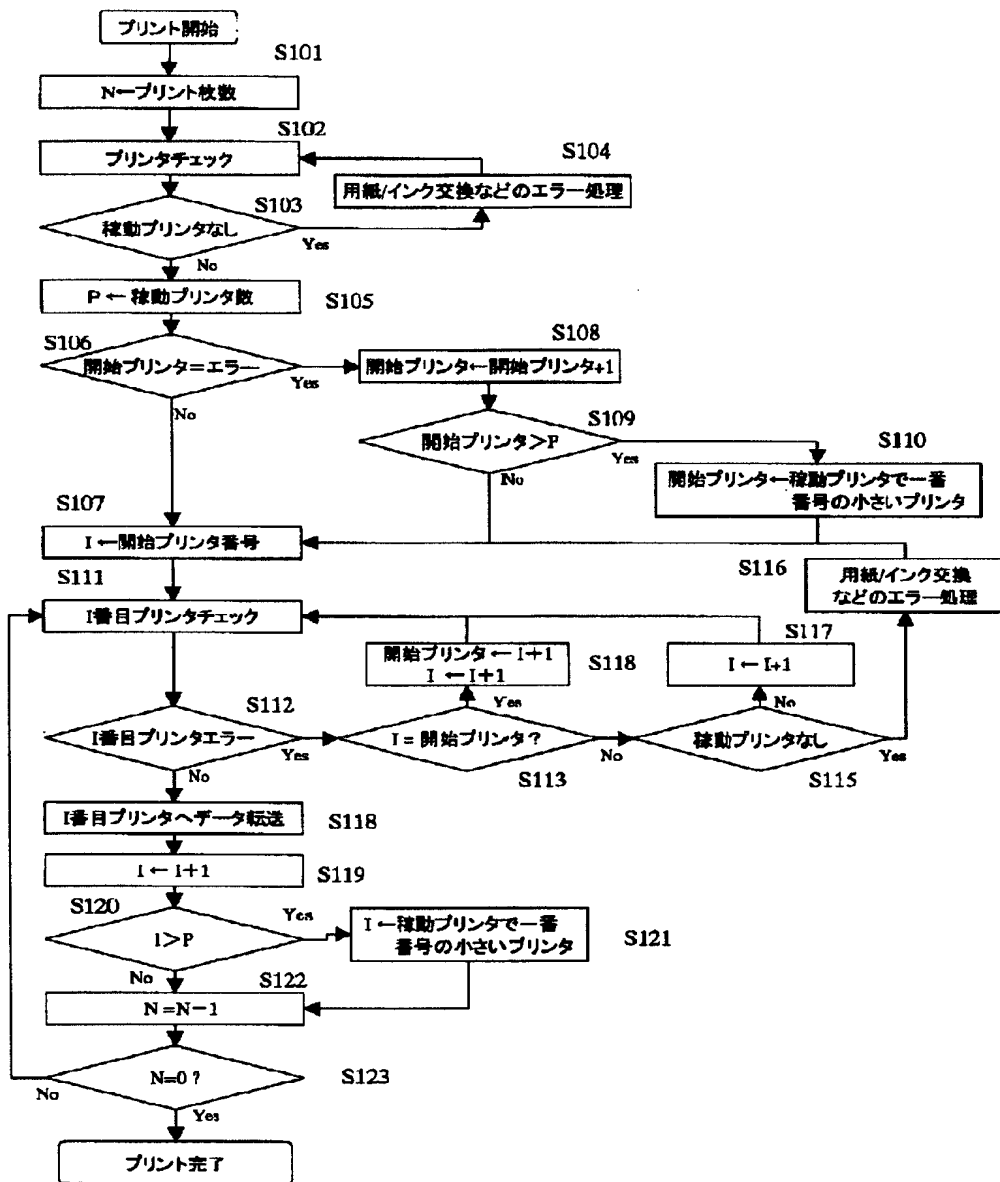 プリント開始
S101
N←プリント枚数
S102
プリンタチェック
S104
用紙/インク交換などのエラー処理
S103
稼動プリンタなし
Yes
No
P ← 稼動プリンタ数
S105
S106
開始プリンタ=エラー
Yes
No
S108
開始プリンタ←開始プリンタ+1
S109
開始プリンタ>P
Yes
No
S110
開始プリンタ←稼動プリンタで一番
番号の小さいプリンタ
S107
I ←開始プリンタ番号
S116
用紙/インク交換
などのエラー処理
S111
I番目プリンタチェック
S117
開始プリンタ← I+1
I ← I+1
S118
I ← I+1
S112
I番目プリンタエラー
Yes
No
Yes
I = 開始プリンタ?
No
S113
No
稼動プリンタなし
Yes
S115
I番目プリンタへデータ転送
S118
I ← I+1
S119
S120
I>P
Yes
No
I ←稼動プリンタで一番
番号の小さいプリンタ
S121
S122
N=N-1
N=0 ?
S123
No
Yes
プリント完了